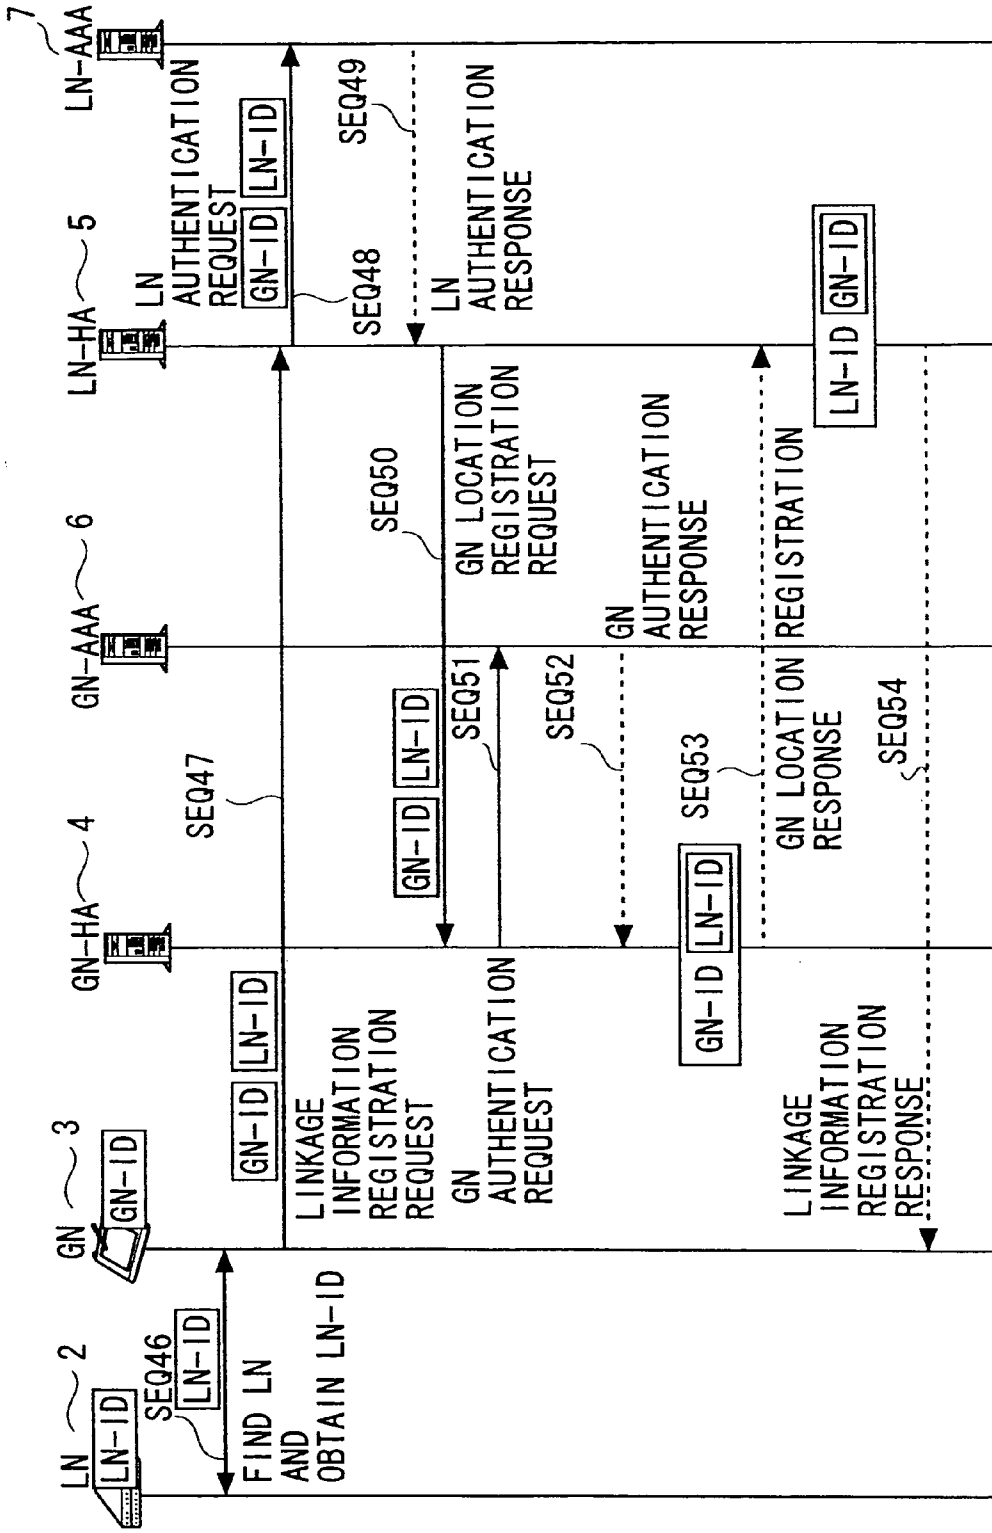 LN
2
LN-ID
GN
3
GN-ID
GN-HA
4
GN-AAA
6
LN-HA
5
LN-AAA
7
SEQ46
LN-ID
FIND LN
AND
OBTAIN LN-ID
SEQ47
GN-ID
LN-ID
LINKAGE
INFORMATION
REGISTRATION
REQUEST
LN
AUTHENTICATION
REQUEST
GN-ID
LN-ID
SEQ48
SEQ49
LN
AUTHENTICATION
RESPONSE
SEQ50
GN LOCATION
REGISTRATION
REQUEST
GN-ID
LN-ID
SEQ51
GN
AUTHENTICATION
REQUEST
SEQ52
GN
AUTHENTICATION
RESPONSE
GN-ID
LN-ID
SEQ53
GN LOCATION REGISTRATION
RESPONSE
LN-ID
GN-ID
SEQ54
LINKAGE
INFORMATION
REGISTRATION
RESPONSE